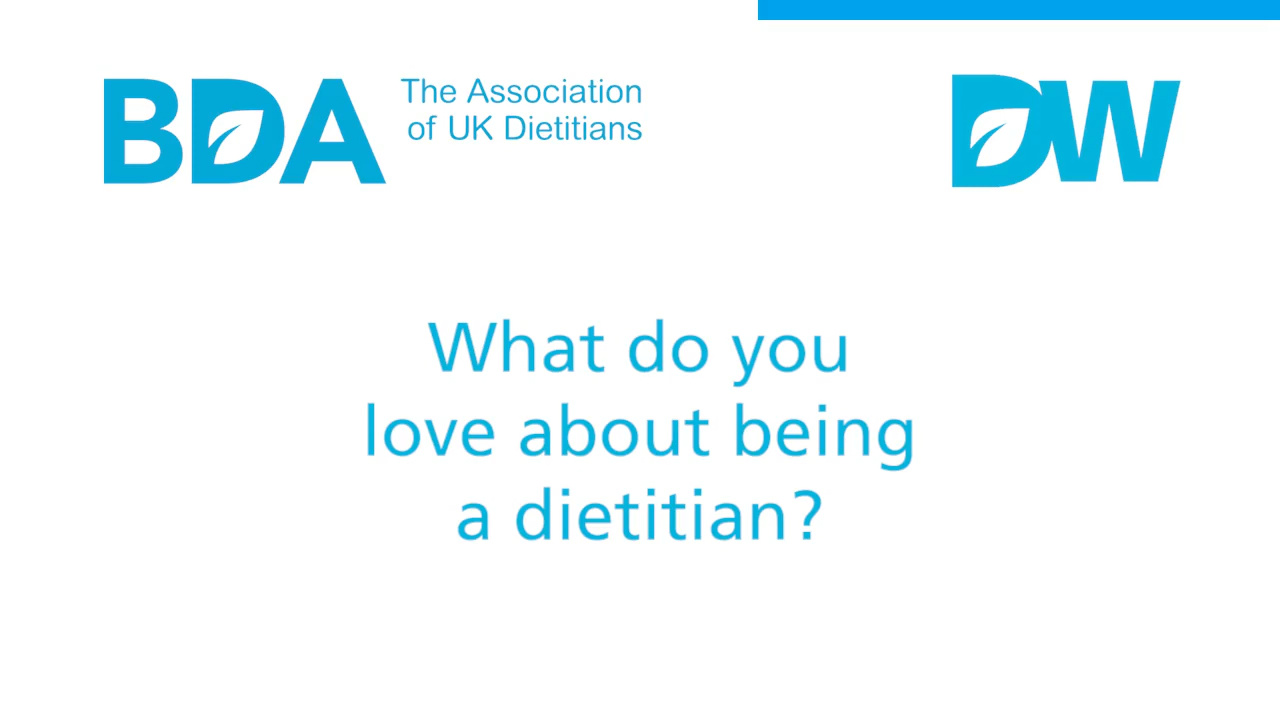 BDA
The Association
of UK Dietitians
DW
What do you
love about being
a dietitian?